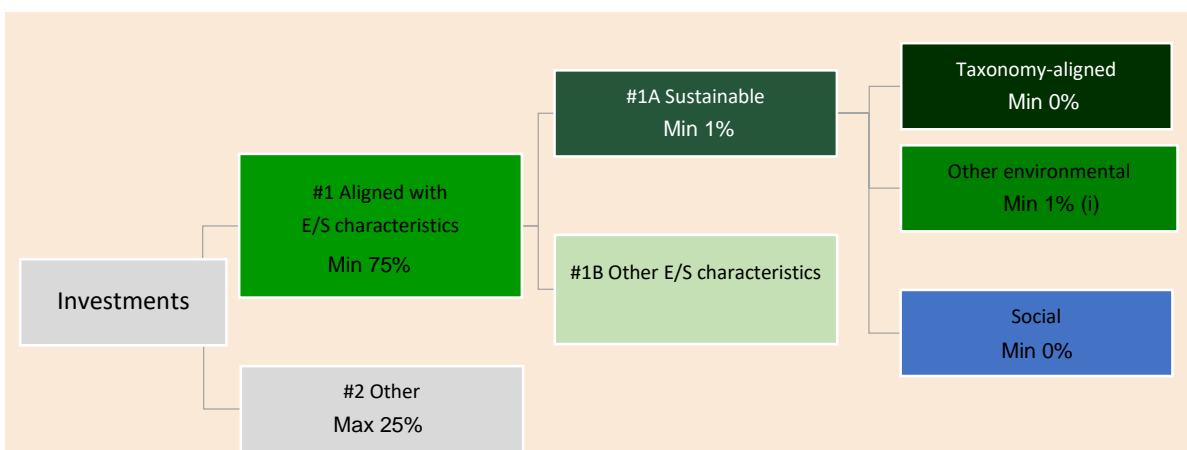 Investments
#1 Aligned with
E/S characteristics
Min 75%
#2 Other
Max 25%
#1A Sustainable
Min 1%
#1B Other E/S characteristics
Taxonomy-aligned
Min 0%
Other environmental
Min 1% (i)
Social
Min 0%